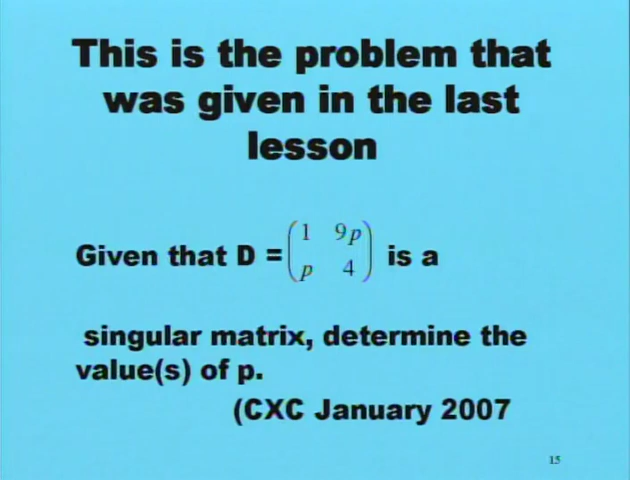 This is the problem that
was given in the last
lesson
Given that D = (1 9p
p 4) is a
singular matrix, determine the
value(s) of p.
(CXC January 2007
15